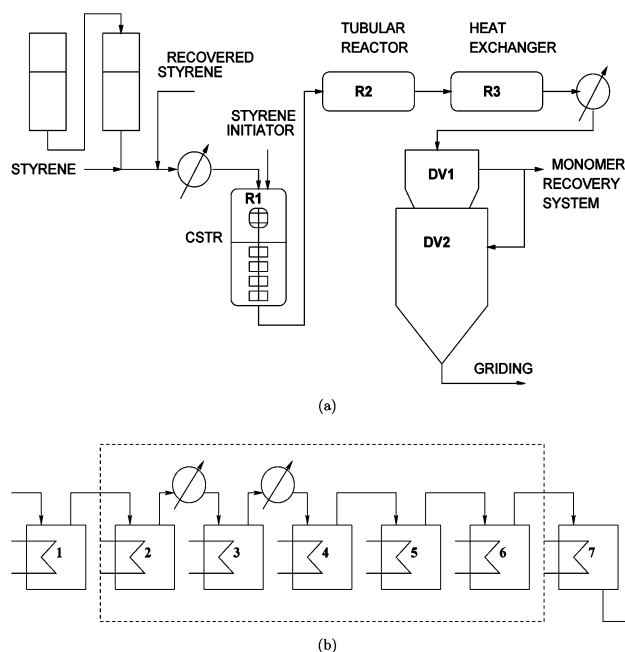 TUBULAR
REACTOR
HEAT
EXCHANGER
RECOVERED
STYRENE
R2
R3
STYRENE
INITIATOR
STYRENE
R1
CSTR
DV1
MONOMER
RECOVERY
SYSTEM
DV2
GRIDING
(a)
1
2
3
4
5
6
7
(b)